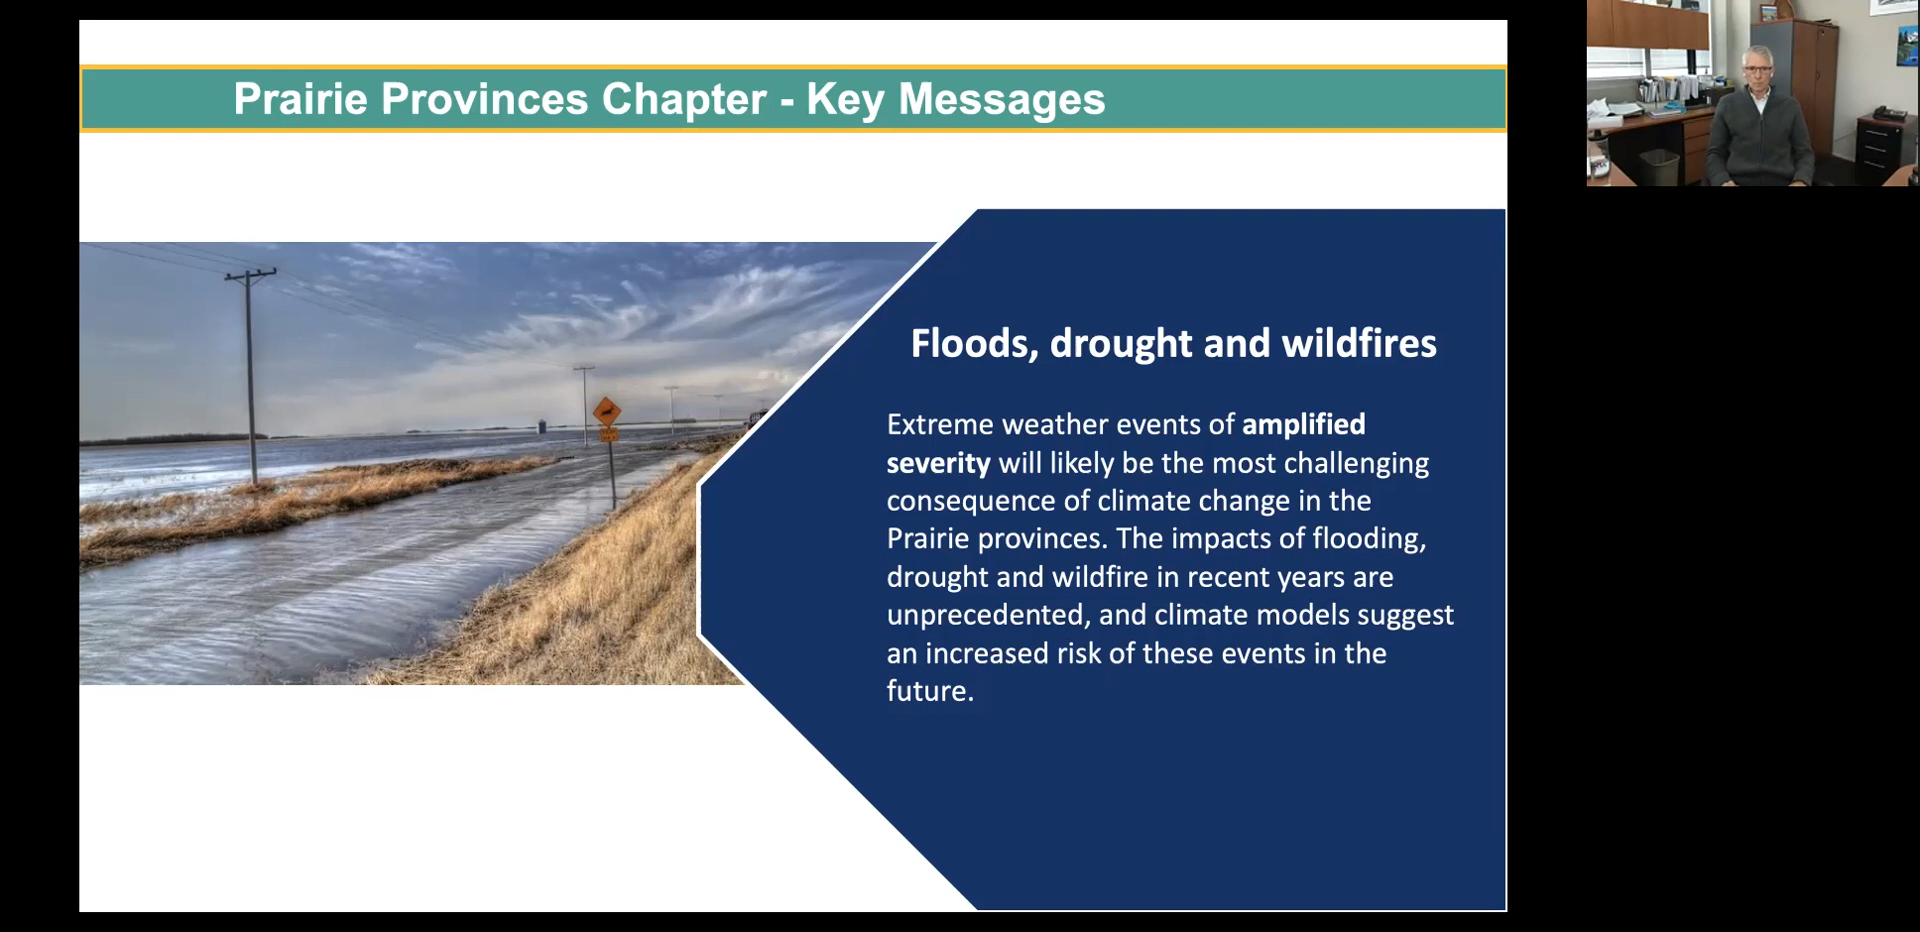 Prairie Provinces Chapter - Key Messages
Floods, drought and wildfires
Extreme weather events of amplified
severity will likely be the most challenging
consequence of climate change in the
Prairie provinces. The impacts of flooding,
drought and wildfire in recent years are
unprecedented, and climate models suggest
an increased risk of these events in the
future.